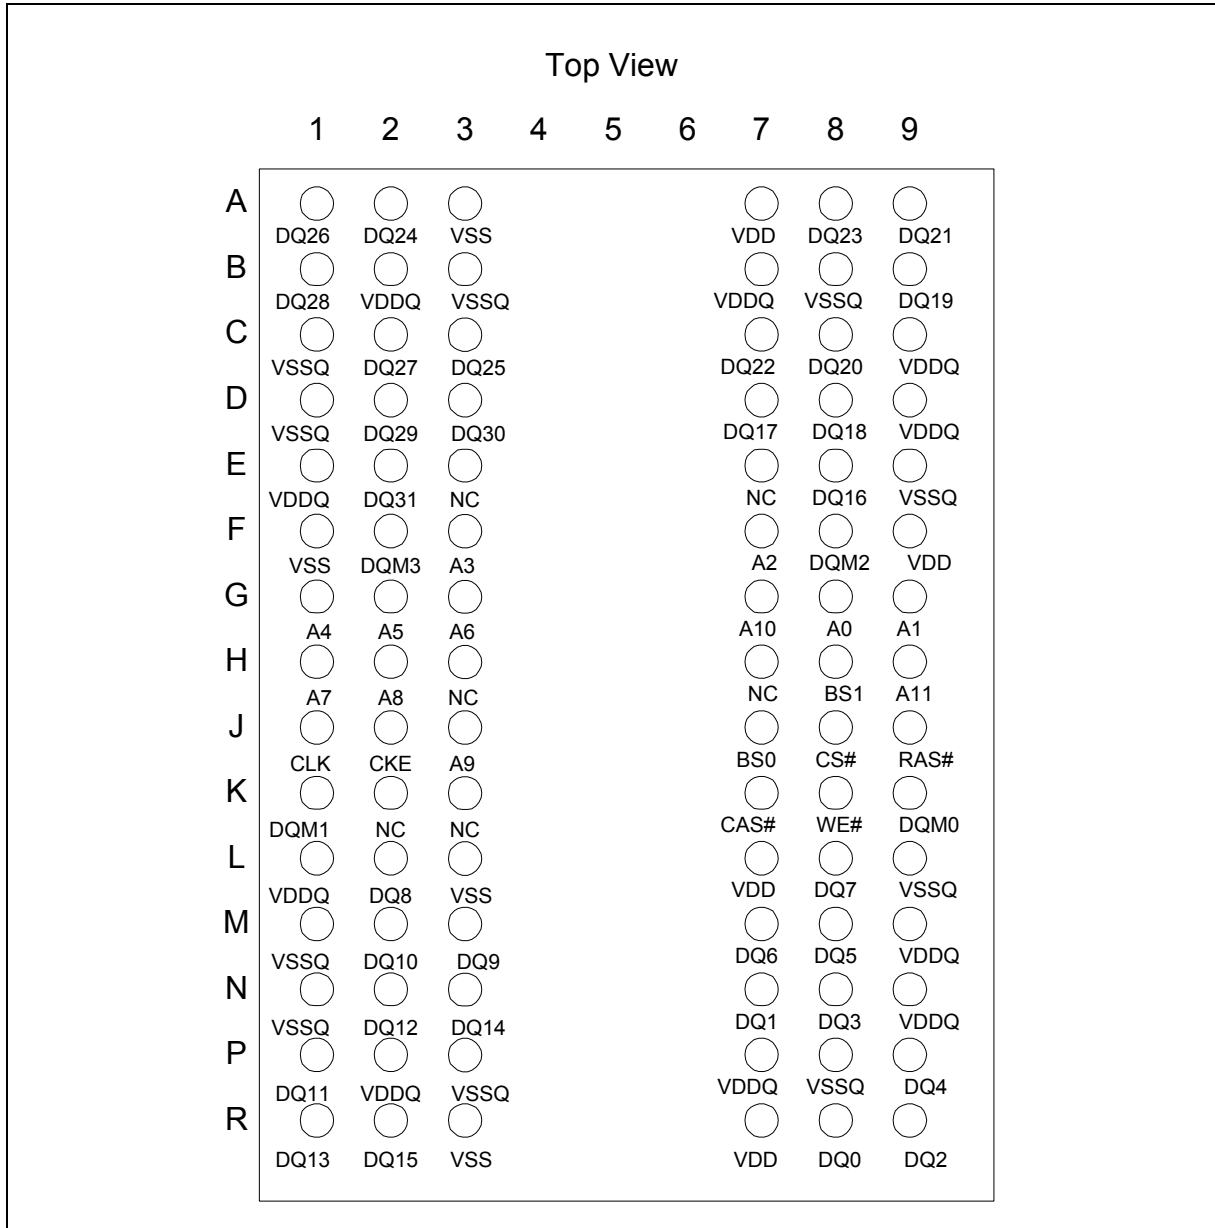 Top View
1 2 3 4 5 6 7 8 9
A
DQ26 DQ24 VSS VDD DQ23 DQ21
B
DQ28 VDDQ VSSQ VDDQ VSSQ DQ19
C
VSSQ DQ27 DQ25 DQ22 DQ20 VDDQ
D
VSSQ DQ29 DQ30 DQ17 DQ18 VDDQ
E
VDDQ DQ31 NC NC DQ16 VSSQ
F
VSS DQM3 A3 A2 DQM2 VDD
G
A4 A5 A6 A10 A0 A1
H
A7 A8 NC NC BS1 A11
J
CLK CKE A9 BS0 CS# RAS#
K
DQM1 NC NC CAS# WE# DQM0
L
VDDQ DQ8 VSS VDD DQ7 VSSQ
M
VSSQ DQ10 DQ9 DQ6 DQ5 VDDQ
N
VSSQ DQ12 DQ14 DQ1 DQ3 VDDQ
P
DQ11 VDDQ VSSQ VDDQ VSSQ DQ4
R
DQ13 DQ15 VSS VDD DQ0 DQ2